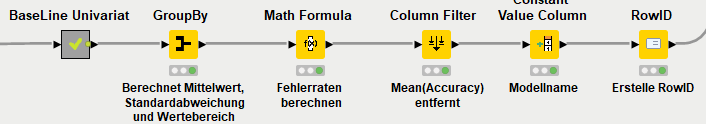 BaseLine Univariat
GroupBy
Math Formula
Column Filter
Constant
Value Column
RowID
f(x)
Berechnet Mittelwert,
Standardabweichung
und Wertebereich
Fehlerraten
berechnen
Mean(Accuracy)
entfernt
Modellname
Erstelle RowID